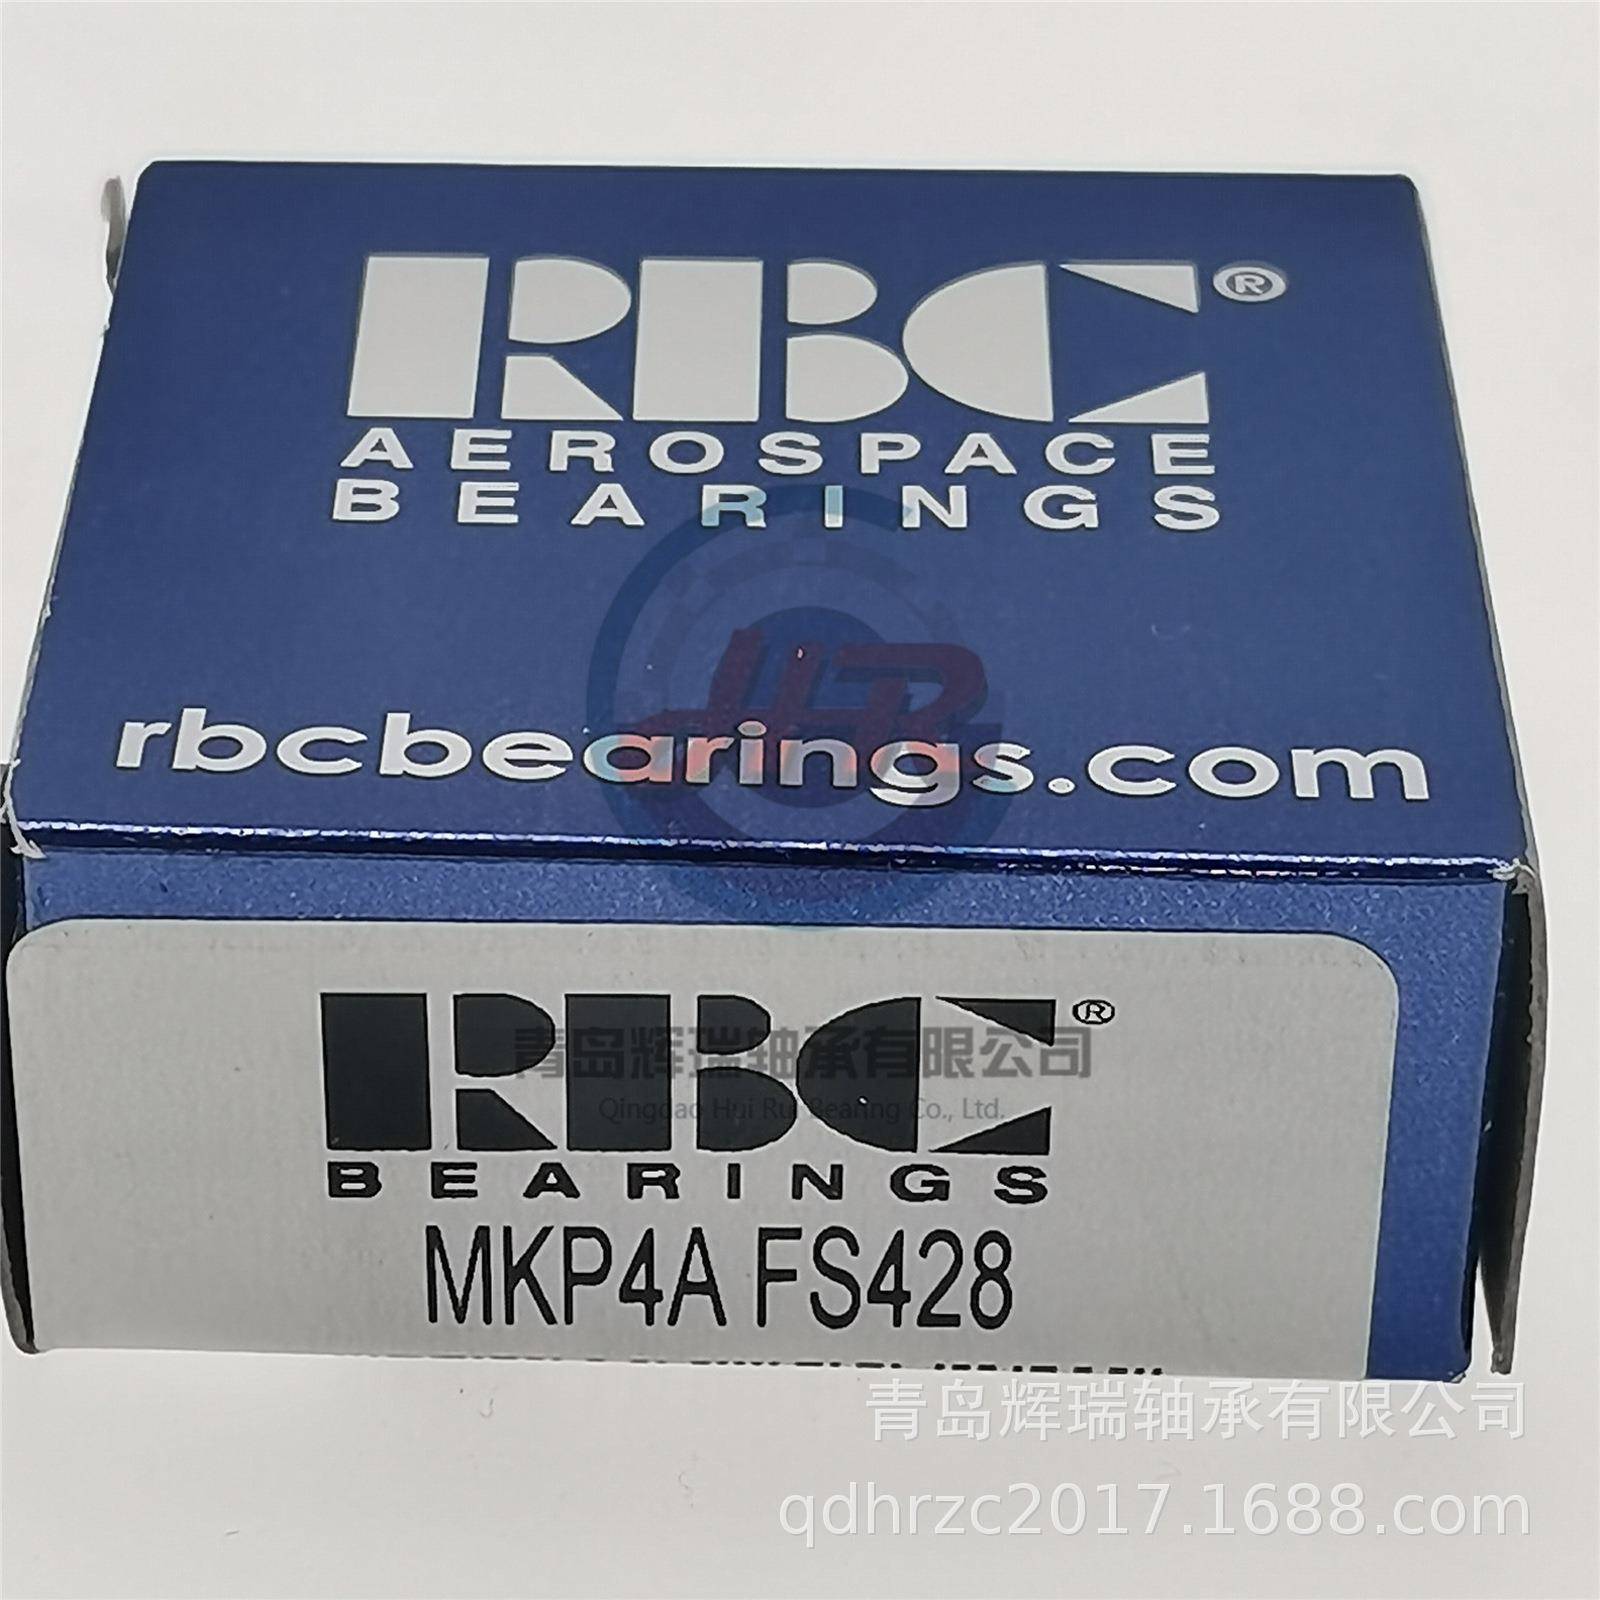 RBC®
AEROSPACE
BEARINGS
HRB
rbcbearings.com
RBC®
青岛辉瑞轴承有限公司
Qingdao Hui Rui Bearing Co., Ltd.
BEARINGS
MKP4A FS428
青岛辉瑞轴承有限公司
qdhrzc2017.1688.com